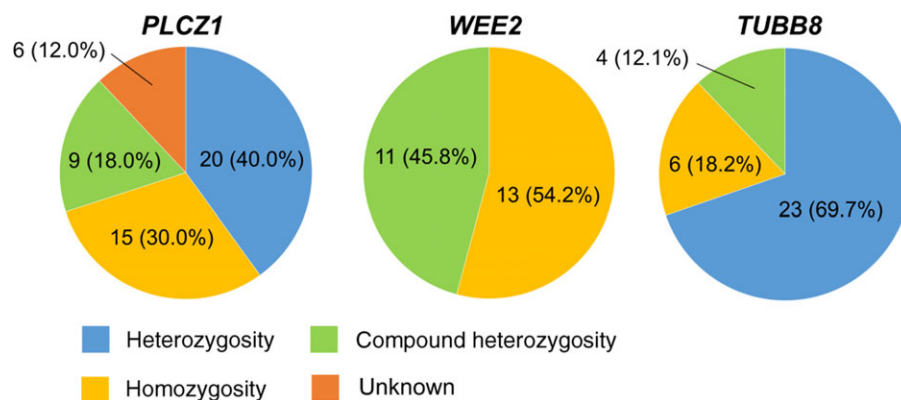 PLCZ1
WEE2
TUBB8
6 (12.0%)
20 (40.0%)
9 (18.0%)
15 (30.0%)
11 (45.8%)
13 (54.2%)
4 (12.1%)
6 (18.2%)
23 (69.7%)
Heterozygosity
Compound heterozygosity
Homozygosity
Unknown